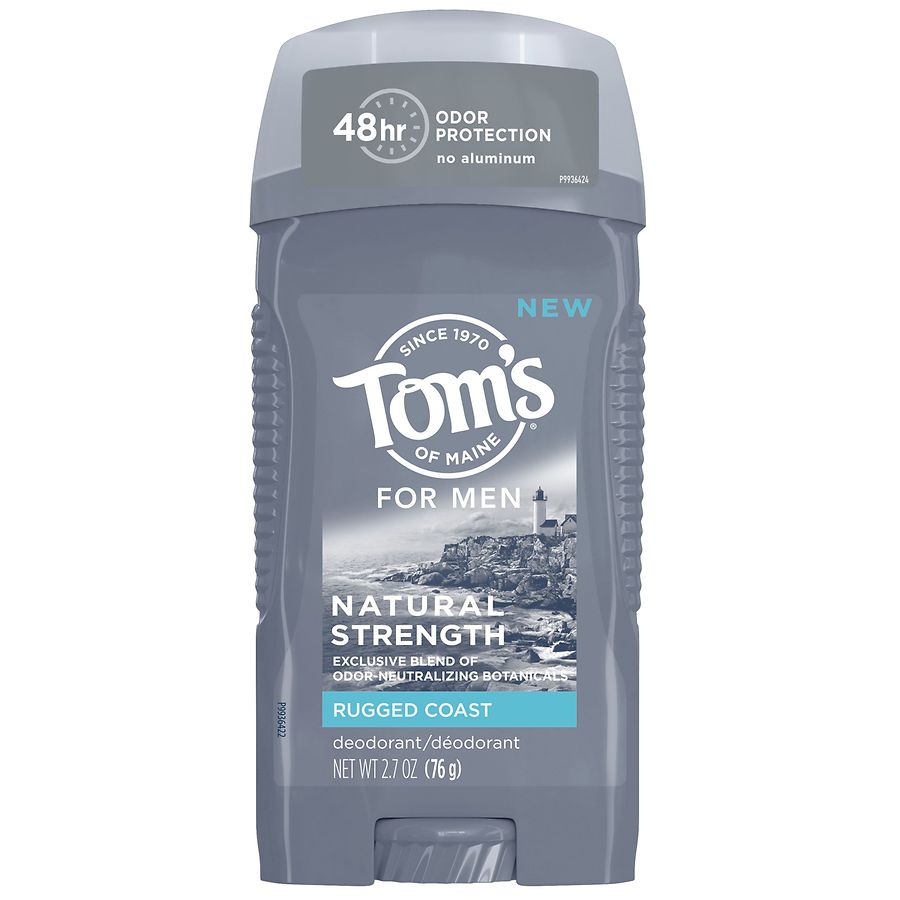 48hr
ODOR
PROTECTION
no aluminum
P9936424
NEW
SINCE 1970
Tom's®
OF MAINE
FOR MEN
NATURAL
STRENGTH
EXCLUSIVE BLEND OF
ODOR-NEUTRALIZING BOTANICALS
RUGGED COAST
deodorant/déodorant
NET WT 2.7 OZ (76 g)
P9936422